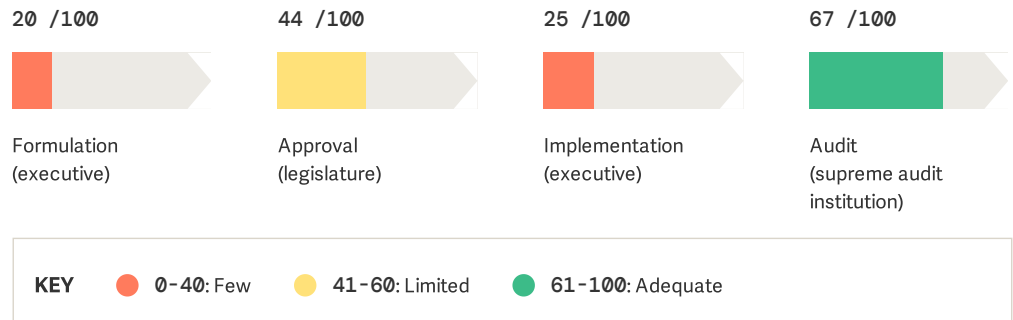 20 /100
44 /100
25 /100
67 /100
Formulation
(executive)
Approval
(legislature)
Implementation
(executive)
Audit
(supreme audit
institution)
KEY
0-40: Few
41-60: Limited
61-100: Adequate